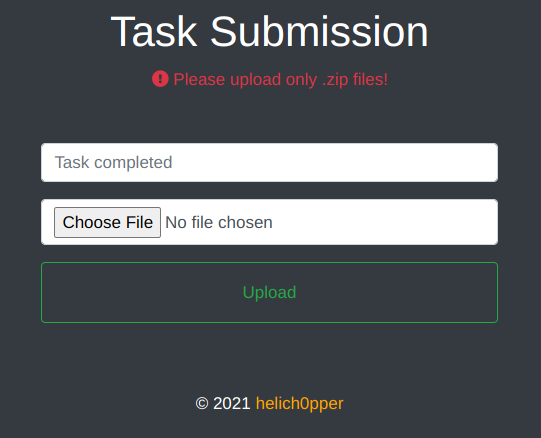 Task Submission
Please upload only .zip files!
Task completed
Choose File No file chosen
Upload
© 2021 helich0pper